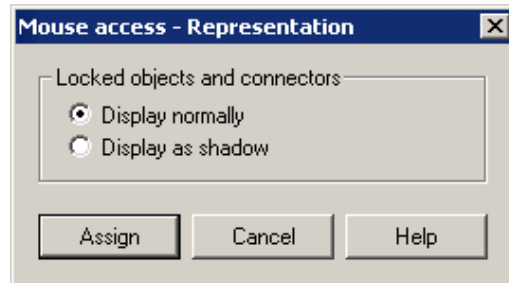 Mouse access - Representation
Locked objects and connectors
Display normally
Display as shadow
Assign Cancel Help